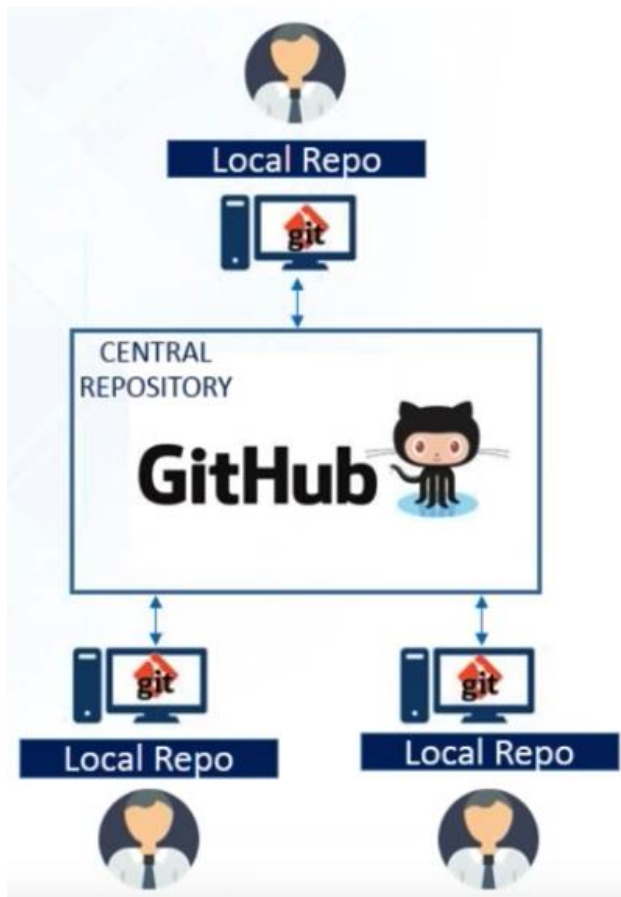 Local Repo
git
CENTRAL
REPOSITORY
GitHub
git
git
Local Repo
Local Repo